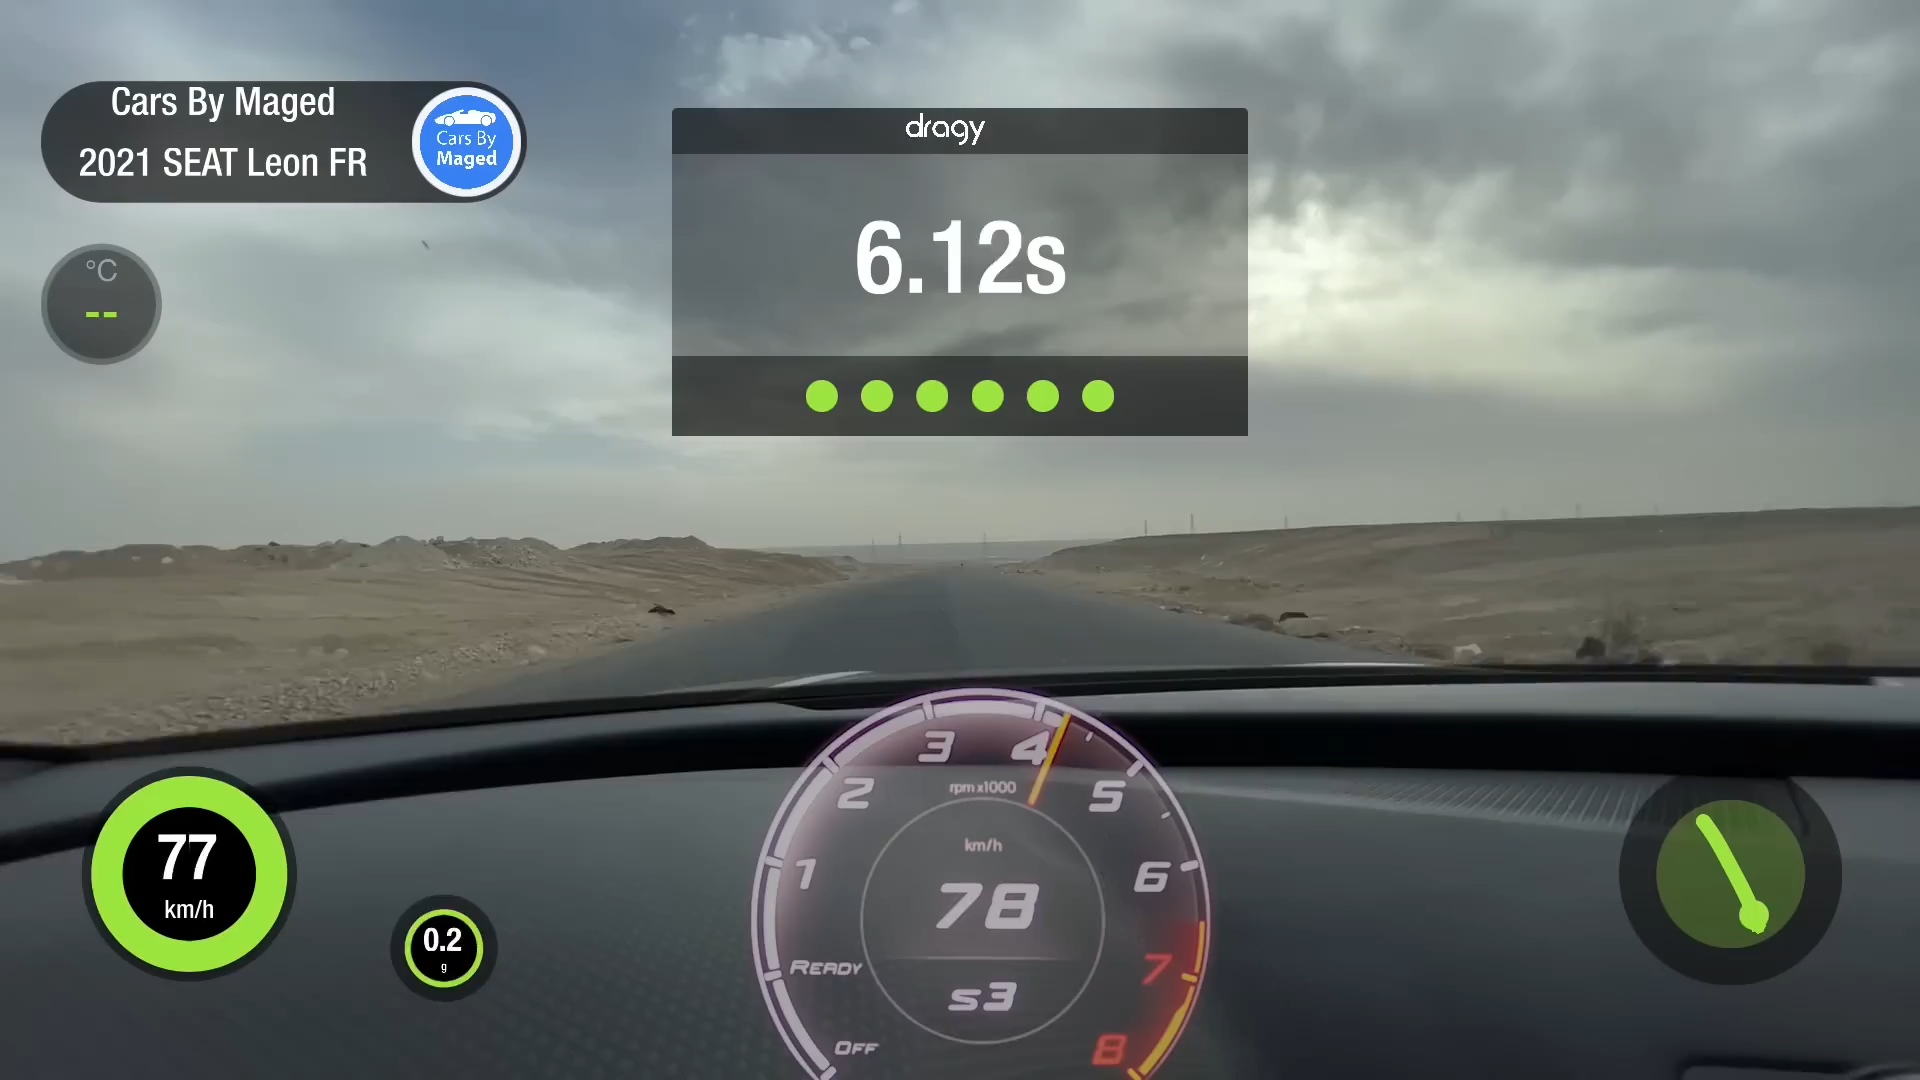 Cars By Maged
2021 SEAT Leon FR
Cars By
Maged
°C
--
dragy
6.12s
77
km/h
0.2
g
OFF
READY
1
2
3
4
5
6
7
8
rpm x1000
km/h
78
S3